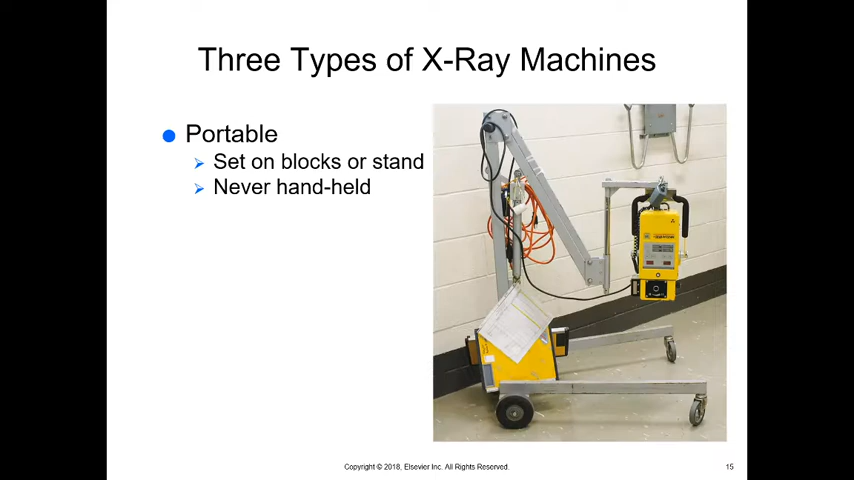 Three Types of X-Ray Machines
Portable
Set on blocks or stand
Never hand-held
Copyright © 2018, Elsevier Inc. All Rights Reserved.
15